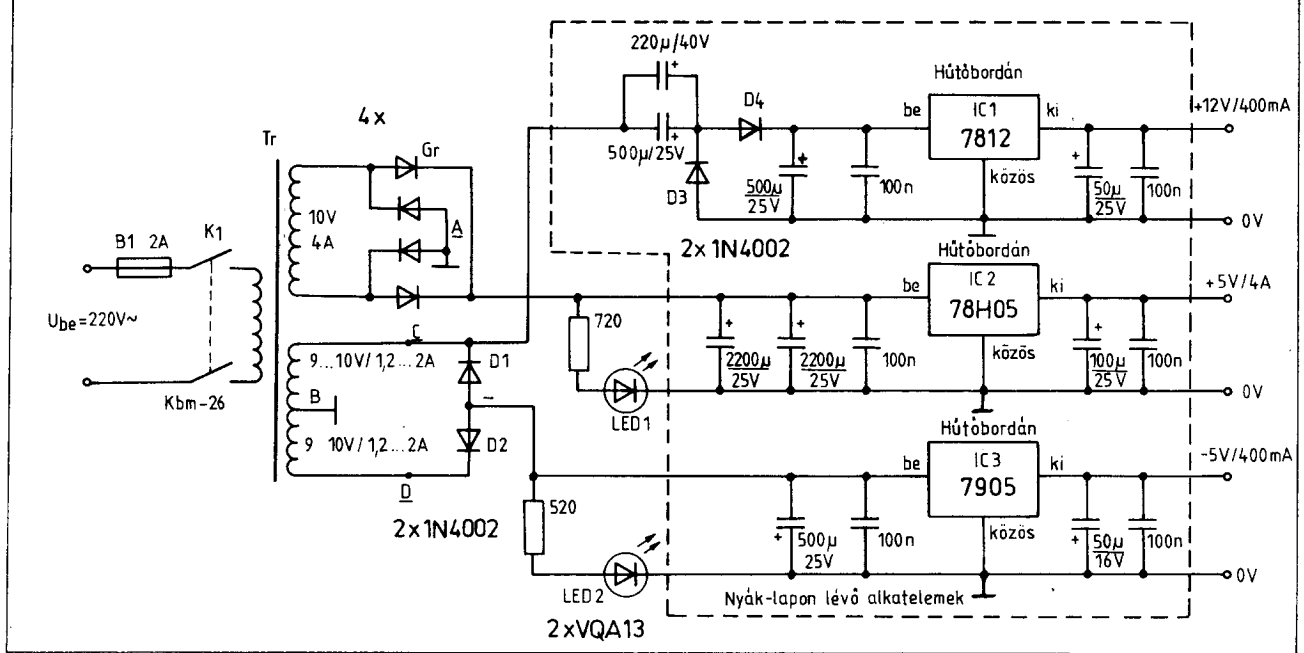 220µ/40V
+
Hűtőbordán
4x
D4
be
IC1
7812
ki
+12V/400mA
Tr
Gr
500µ/25V
+
D3
+
500µ
25V
100n
közös
+
50µ
25V
100n
0V
10V
4A
A
2x1N4002
Hűtőbordán
B1 2A
K1
be
IC2
78H05
ki
+5V/4A
Ube=220V~
720
+
2200µ
25V
+
2200µ
25V
100n
közös
+
100µ
25V
100n
0V
C
9...10V/1,2...2A
D1
B
-
Kbm-26
LED1
9 10V/1,2...2A
D2
Hűtőbordán
be
IC3
7905
ki
-5V/400mA
D
520
2x1N4002
+
500µ
25V
100n
közös
+
50µ
16V
100n
0V
LED2
Nyák-lapon lévő alkatelemek
2xVQA13